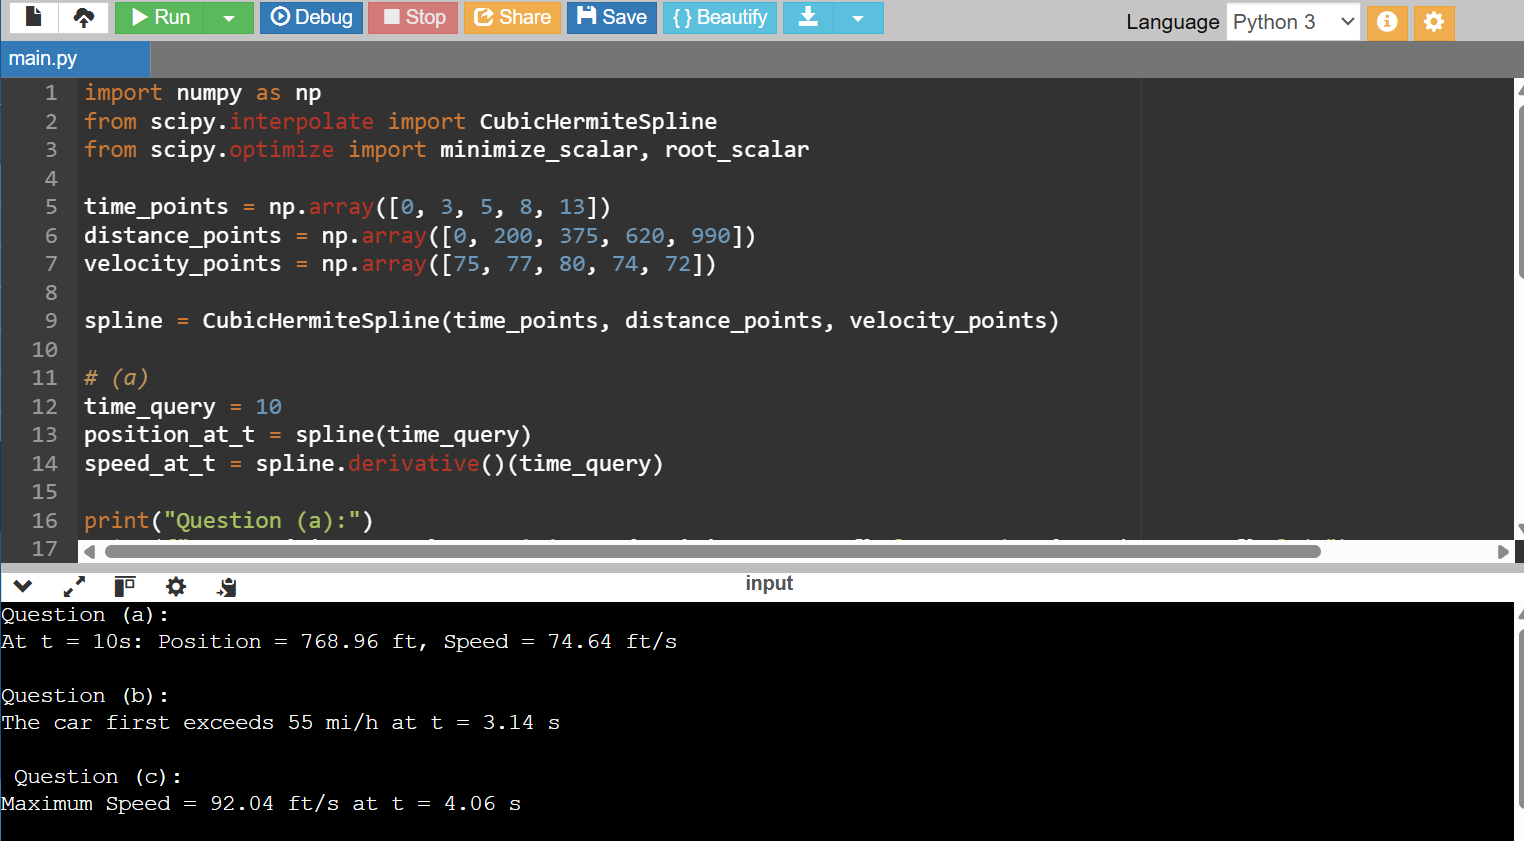 Run Debug Stop Share Save { } Beautify Language Python 3
main.py
1 import numpy as np
2 from scipy.interpolate import CubicHermiteSpline
3 from scipy.optimize import minimize_scalar, root_scalar
4
5 time_points = np.array([0, 3, 5, 8, 13])
6 distance_points = np.array([0, 200, 375, 620, 990])
7 velocity_points = np.array([75, 77, 80, 74, 72])
8
9 spline = CubicHermiteSpline(time_points, distance_points, velocity_points)
10
11 # (a)
12 time_query = 10
13 position_at_t = spline(time_query)
14 speed_at_t = spline.derivative()(time_query)
15
16 print("Question (a):")
17
input
Question (a):
At t = 10s: Position = 768.96 ft, Speed = 74.64 ft/s
Question (b):
The car first exceeds 55 mi/h at t = 3.14 s
Question (c):
Maximum Speed = 92.04 ft/s at t = 4.06 s